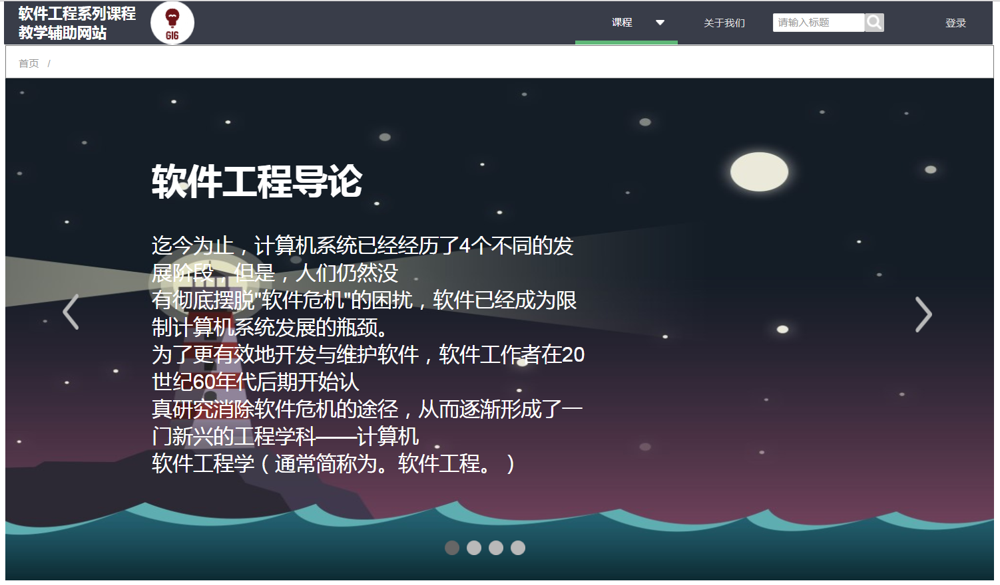 软件工程系列课程
教学辅助网站
G16
课程
关于我们
请输入标题
登录
首页 /
软件工程导论
迄今为止，计算机系统已经经历了4个不同的发
展阶段，但是，人们仍然没
有彻底摆脱"软件危机"的困扰，软件已经成为限
制计算机系统发展的瓶颈。
为了更有效地开发与维护软件，软件工作者在20
世纪60年代后期开始认
真研究消除软件危机的途径，从而逐渐形成了一
门新兴的工程学科——计算机
软件工程学（通常简称为。软件工程。）